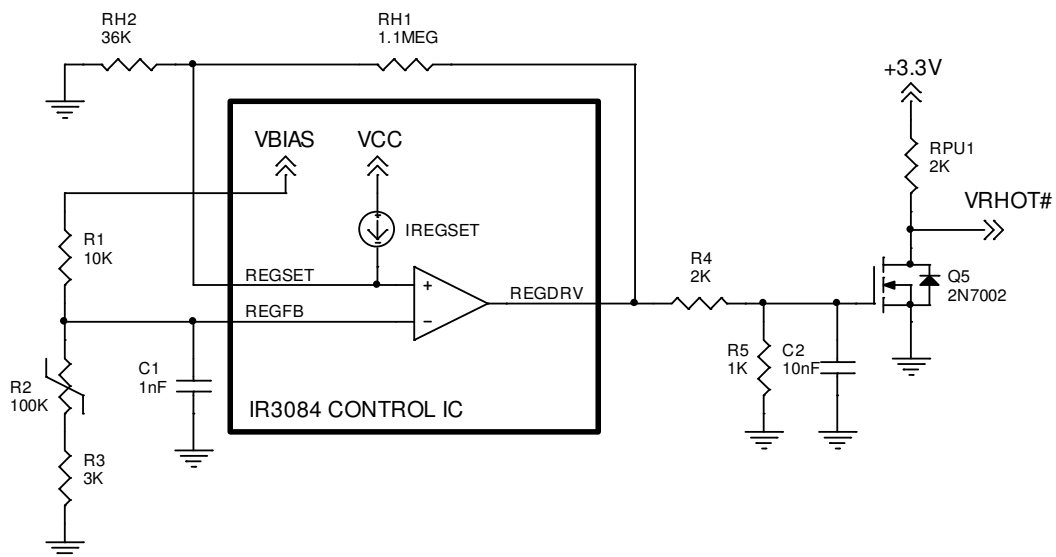 RH2
36K
RH1
1.1MEG
+3.3V
VBIAS
VCC
RPU1
2K
VRHOT#
R1
10K
IREGSET
REGSET
+
REGDRV
R4
2K
Q5
2N7002
REGFB
−
C1
1nF
R2
100K
R5
1K
C2
10nF
IR3084 CONTROL IC
R3
3K